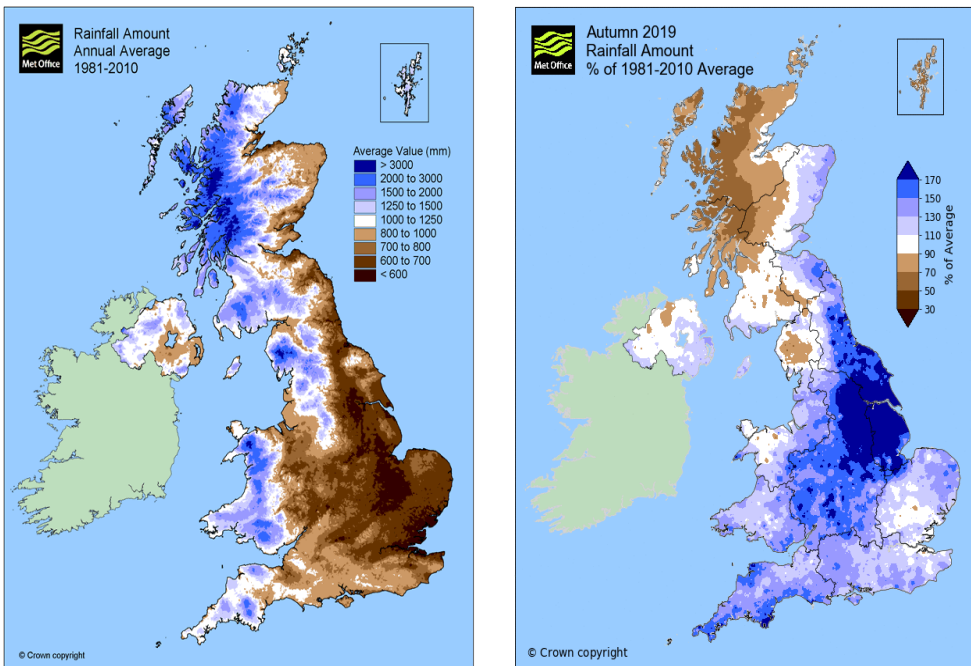 Met Office
Rainfall Amount
Annual Average
1981-2010
Average Value (mm)
> 3000
2000 to 3000
1500 to 2000
1250 to 1500
1000 to 1250
800 to 1000
700 to 800
600 to 700
< 600
© Crown copyright
Met Office
Autumn 2019
Rainfall Amount
% of 1981-2010 Average
170
150
130
110
90
70
50
30
% of Average
© Crown copyright